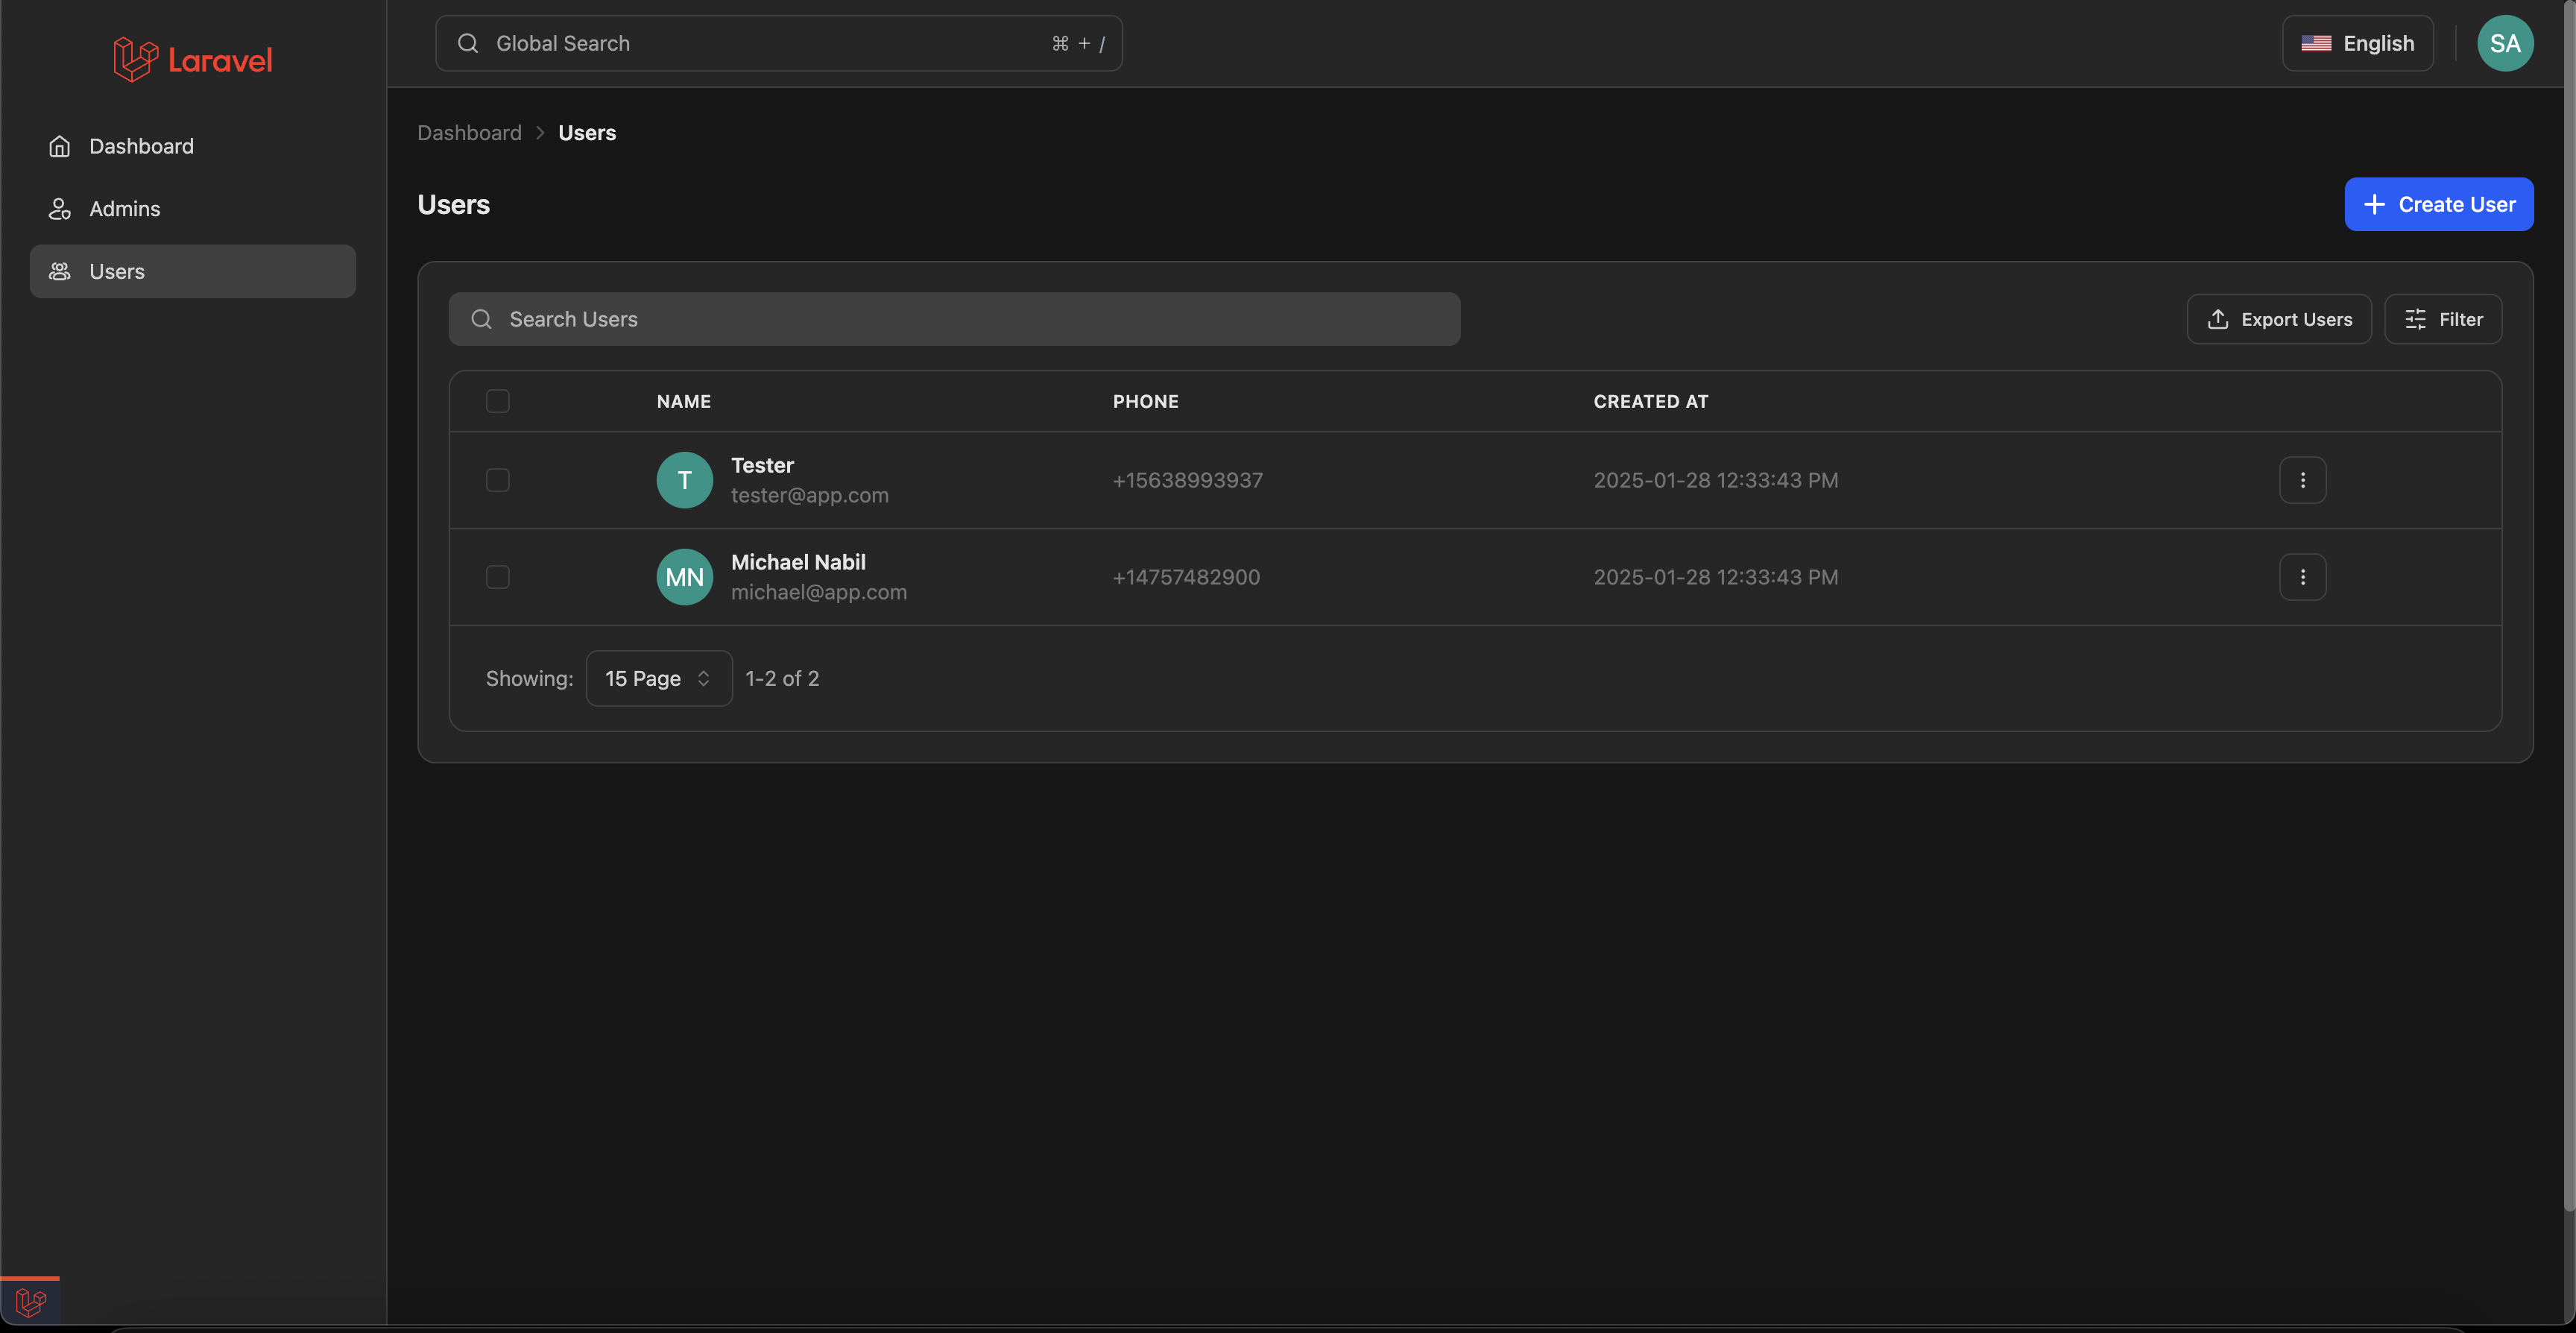 Laravel
Global Search ⌘ + /
English
SA
Dashboard
Admins
Users
Dashboard > Users
Users
+ Create User
Search Users
Export Users
Filter
NAME PHONE CREATED AT
T
Tester
tester@app.com
+15638993937
2025-01-28 12:33:43 PM
MN
Michael Nabil
michael@app.com
+14757482900
2025-01-28 12:33:43 PM
Showing: 15 Page 1-2 of 2